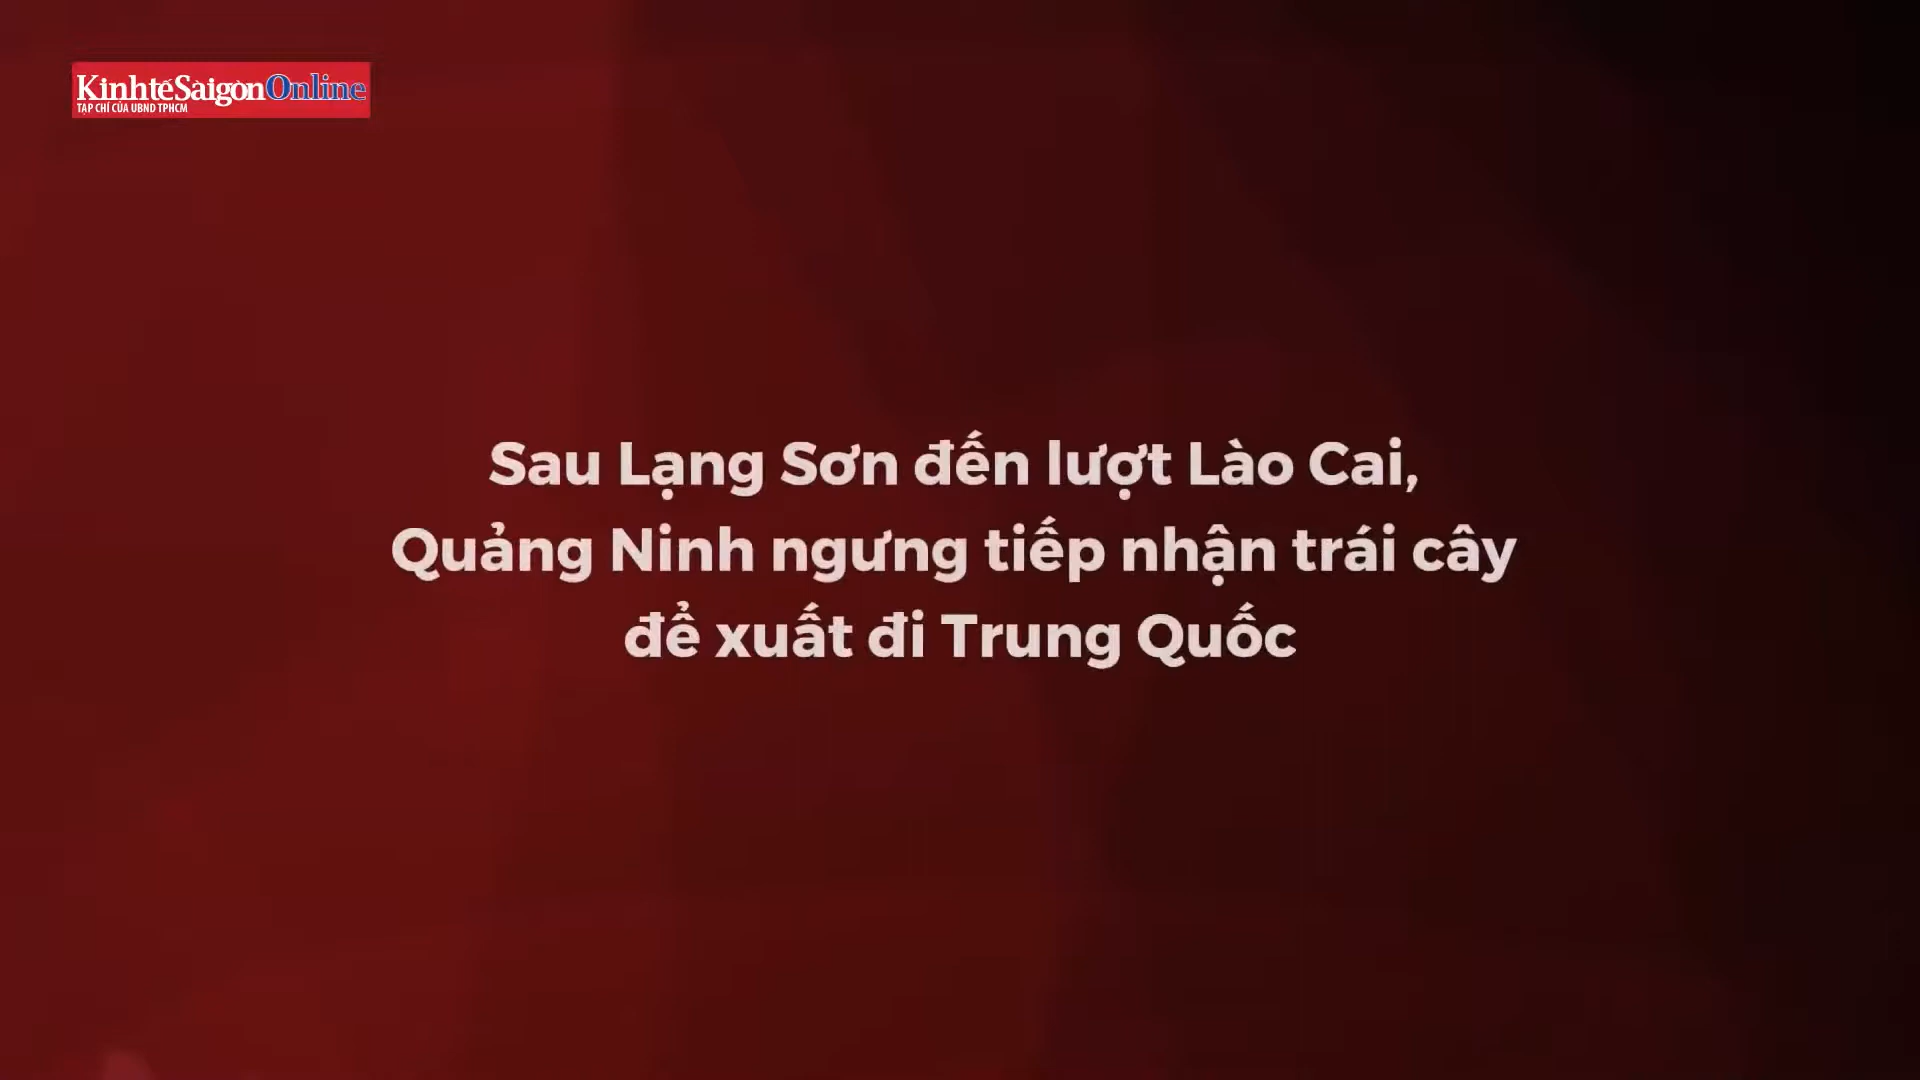 KinhtếSàigònOnline
TẠP CHÍ CỦA UBND TPHCM
Sau Lạng Sơn đến lượt Lào Cai,
Quảng Ninh ngưng tiếp nhận trái cây
để xuất đi Trung Quốc